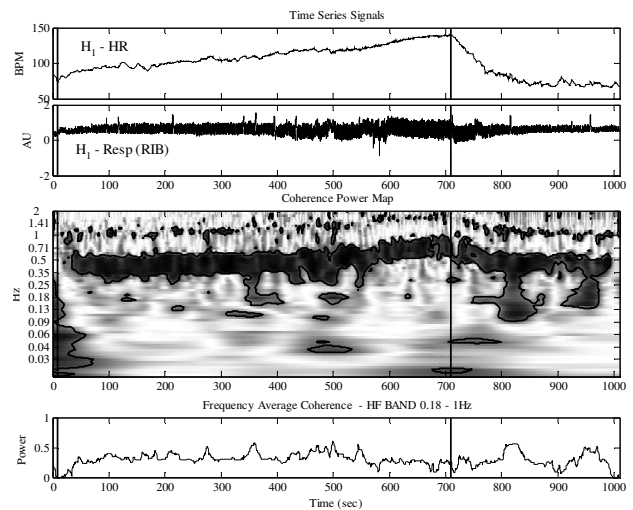 Time Series Signals
150
100
50
BPM
H1 - HR
2
0
-2
AU
H1 - Resp (RIB)
0 100 200 300 400 500 600 700 800 900 1000
Coherence Power Map
2
1.41
1
0.71
0.5
0.35
0.25
0.18
0.13
0.09
0.06
0.04
0.03
Hz
0 100 200 300 400 500 600 700 800 900 1000
Frequency Average Coherence - HF BAND 0.18 - 1Hz
1
0.5
0
Power
0 100 200 300 400 500 600 700 800 900 1000
Time (sec)